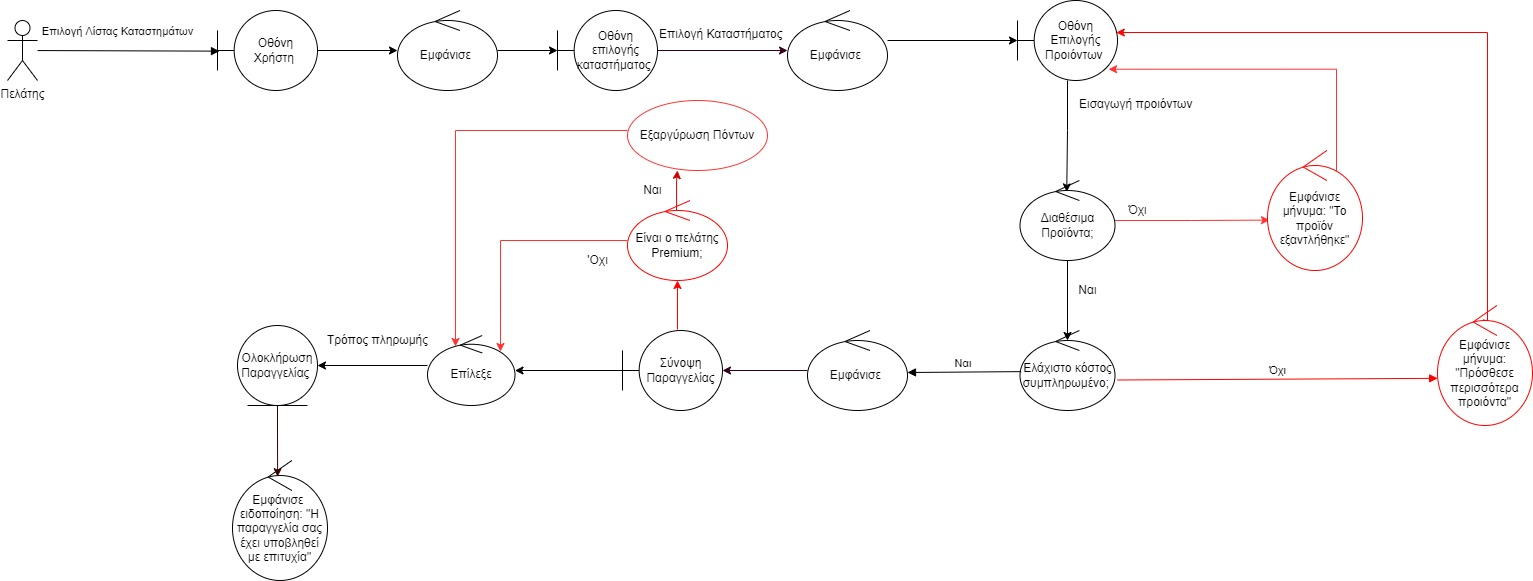 Επιλογή Λίστας Καταστημάτων
Πελάτης
Οθόνη
Χρήστη
Εμφάνισε
Οθόνη
επιλογής
καταστήματος
Επιλογή Καταστήματος
Εμφάνισε
Οθόνη
Επιλογής
Προιόντων
Εισαγωγή προιόντων
Διαθέσιμα
Προϊόντα;
Όχι
Εμφάνισε
μήνυμα: "Το
προϊόν
εξαντλήθηκε"
Ναι
Ελάχιστο κόστος
συμπληρωμένο;
Όχι
Εμφάνισε
μήνυμα:
"Πρόσθεσε
περισσότερα
προιόντα"
Ναι
Εμφάνισε
Σύνοψη
Παραγγελίας
Είναι ο πελάτης
Premium;
Ναι
Εξαργύρωση Πόντων
'Οχι
Επίλεξε
Τρόπος πληρωμής
Ολοκλήρωση
Παραγγελίας
Εμφάνισε
ειδοποίηση: "Η
παραγγελία σας
έχει υποβληθεί
με επιτυχία"